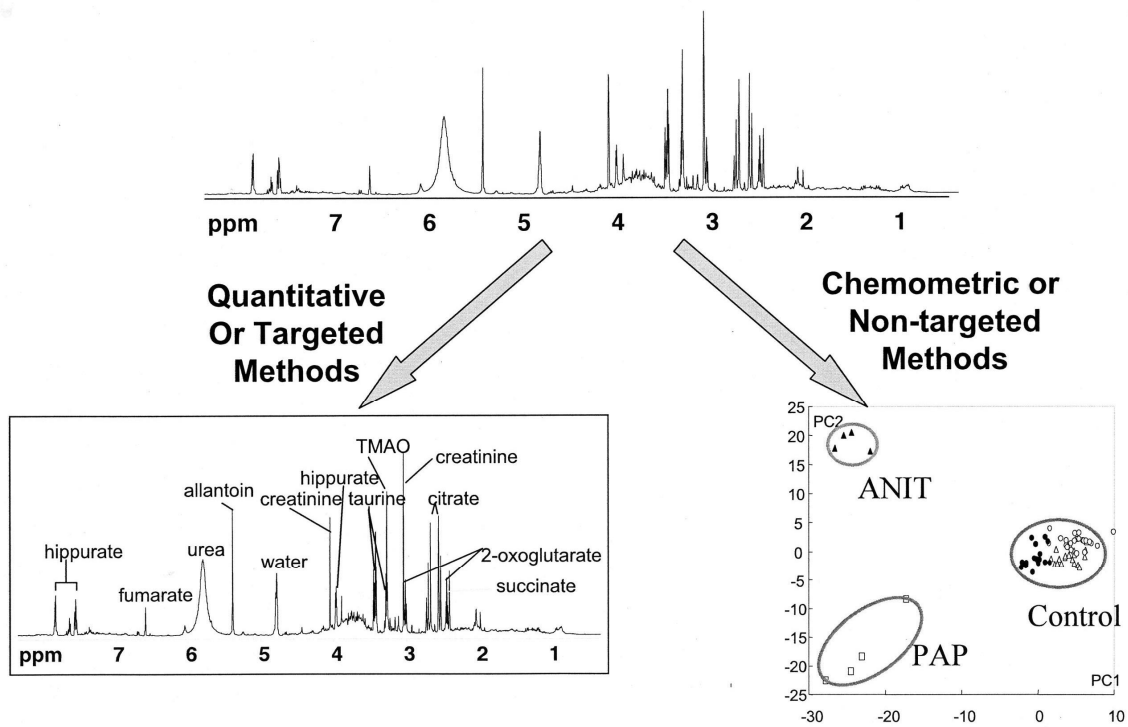 ppm 7 6 5 4 3 2 1
Quantitative
Or Targeted
Methods
Chemometric or
Non-targeted
Methods
TMAO
creatinine
hippurate
allantoin
creatinine taurine
citrate
hippurate
urea
water
2-oxoglutarate
succinate
fumarate
ppm 7 6 5 4 3 2 1
25
PC2
20
15
ANIT
10
5
0
-5
Control
-10
-15
PAP
-20
-25
PC1
-30 -20 -10 0 10